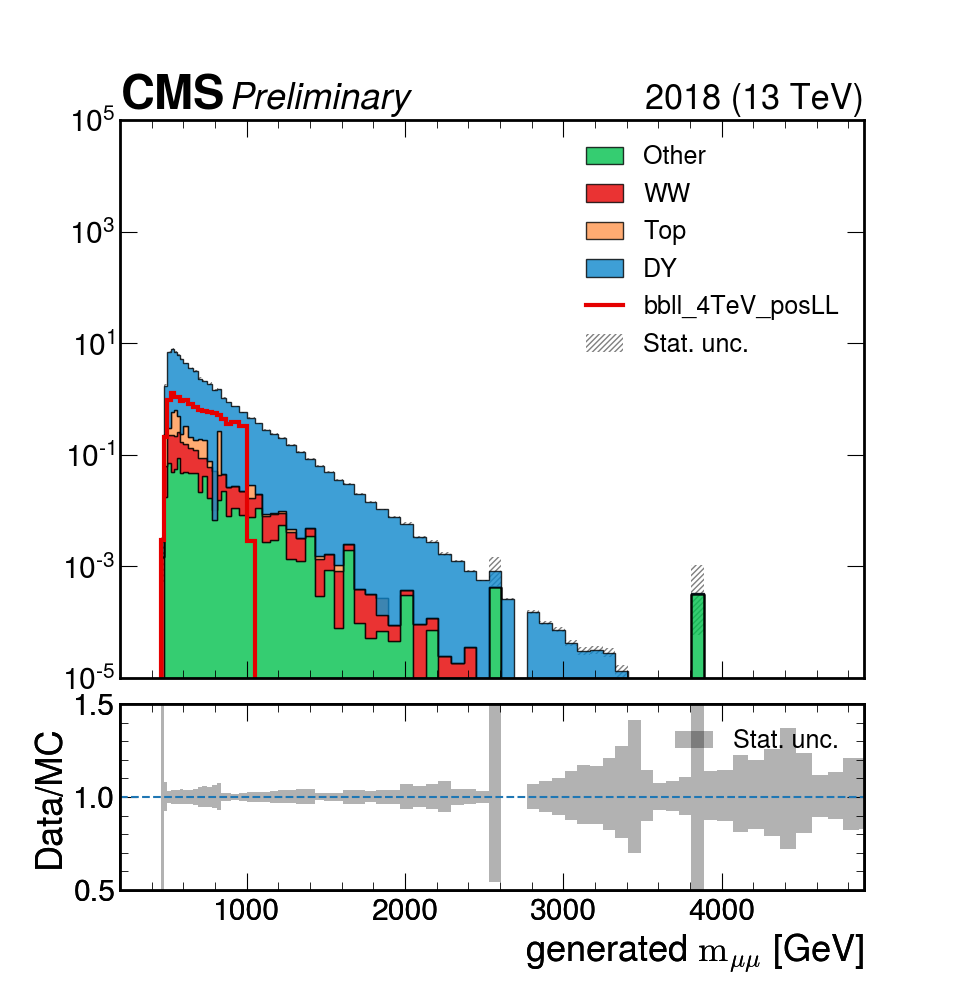 CMS Preliminary 2018 (13 TeV)
10^5
10^3
10^1
10^-1
10^-3
10^-5
Other
WW
Top
DY
bbll_4TeV_posLL
Stat. unc.
Data/MC
1.5
1.0
0.5
Stat. unc.
1000 2000 3000 4000
generated m_μμ [GeV]